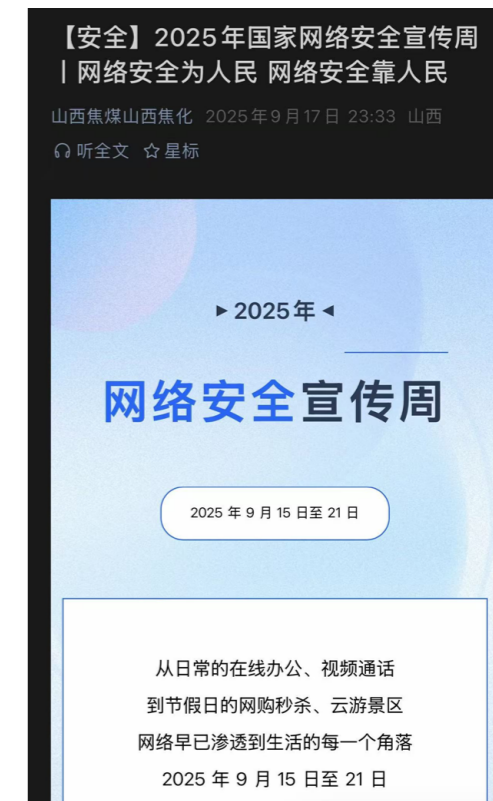 【安全】2025年国家网络安全宣传周
丨网络安全为人民 网络安全靠人民
山西焦煤山西焦化 2025年9月17日 23:33 山西
听全文 星标
2025年
网络安全宣传周
2025 年 9 月 15 日至 21 日
从日常的在线办公、视频通话
到节假日的网购秒杀、云游景区
网络早已渗透到生活的每一个角落
2025 年 9 月 15 日至 21 日